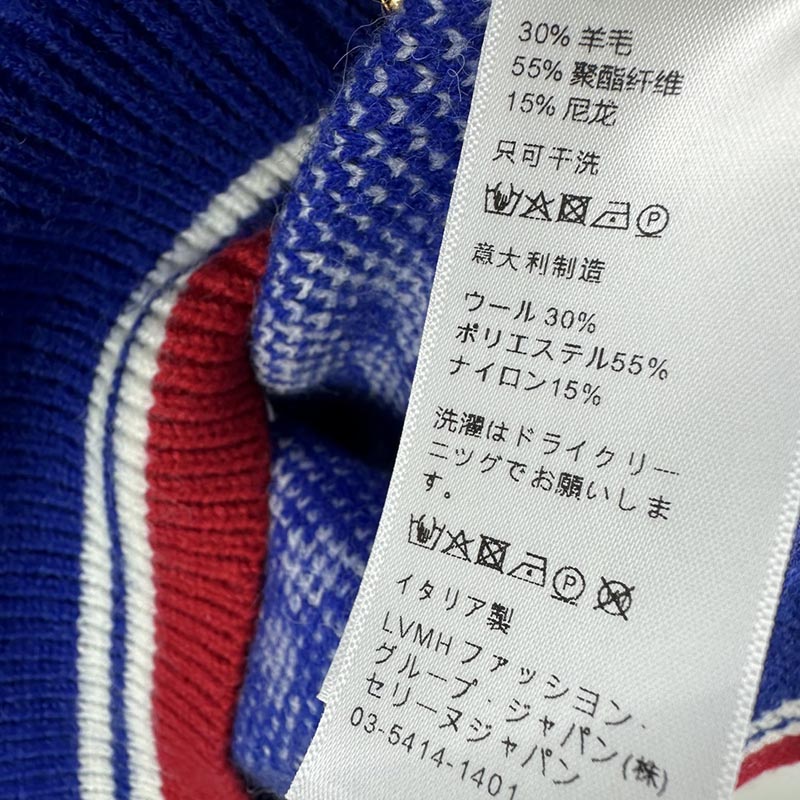 30% 羊毛
55% 聚酯纤维
15% 尼龙
只可干洗
P
意大利制造
ウール 30%
ポリエステル55%
ナイロン15%
洗濯はドライクリー
ニッグでお願いしま
す。
P
イタリア製
LVMH ファッション・
グループ・ジャパン(株)
セリーヌジャパン
03-5414-1401